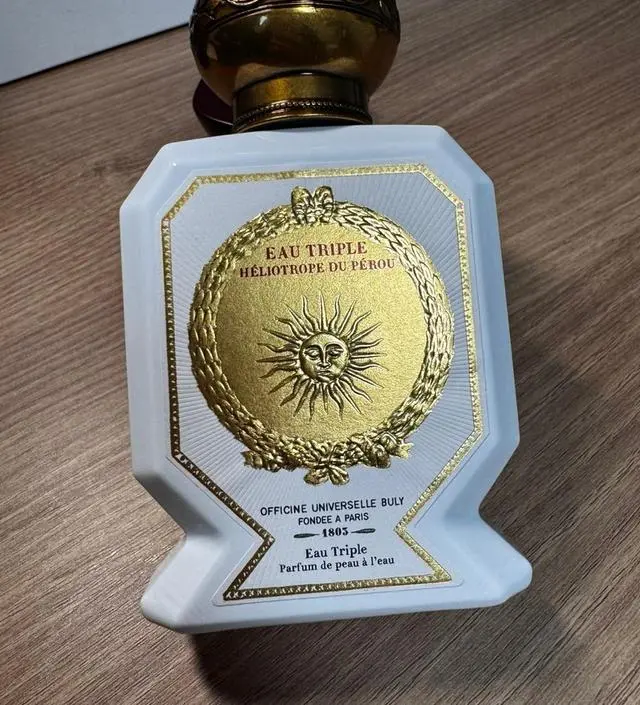 EAU TRIPLE
HÉLIOTROPE DU PÉROU
OFFICINE UNIVERSELLE BULY
FONDEE A PARIS
1803
Eau Triple
Parfum de peau à l'eau